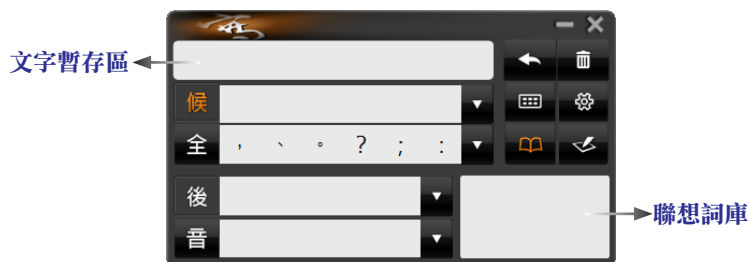 文字暫存區
候
全 ， 、 。 ? ; :
後
音
聯想詞庫